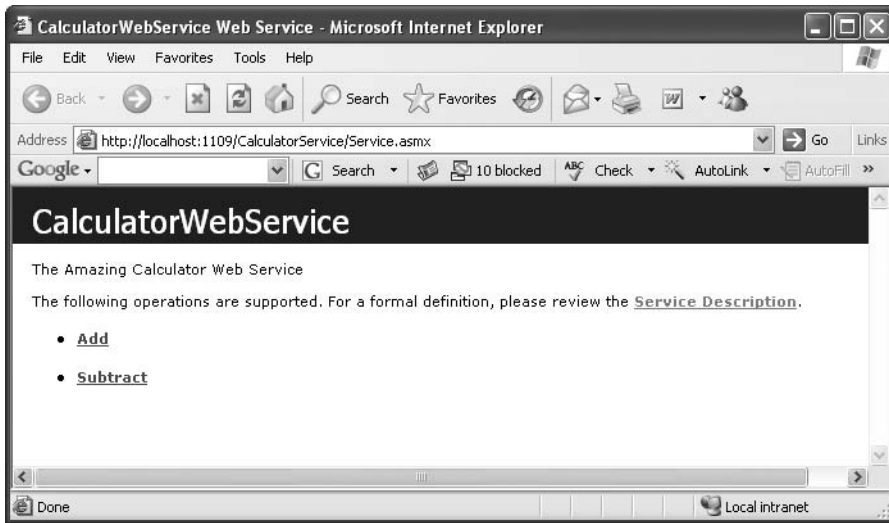 CalculatorWebService Web Service - Microsoft Internet Explorer
File Edit View Favorites Tools Help
Back Search Favorites W
Address http://localhost:1109/CalculatorService/Service.asmx Go Links
Google G Search 10 blocked ABC Check AutoLink AutoFill »
CalculatorWebService
The Amazing Calculator Web Service
The following operations are supported. For a formal definition, please review the Service Description.
• Add
• Subtract
Done Local intranet